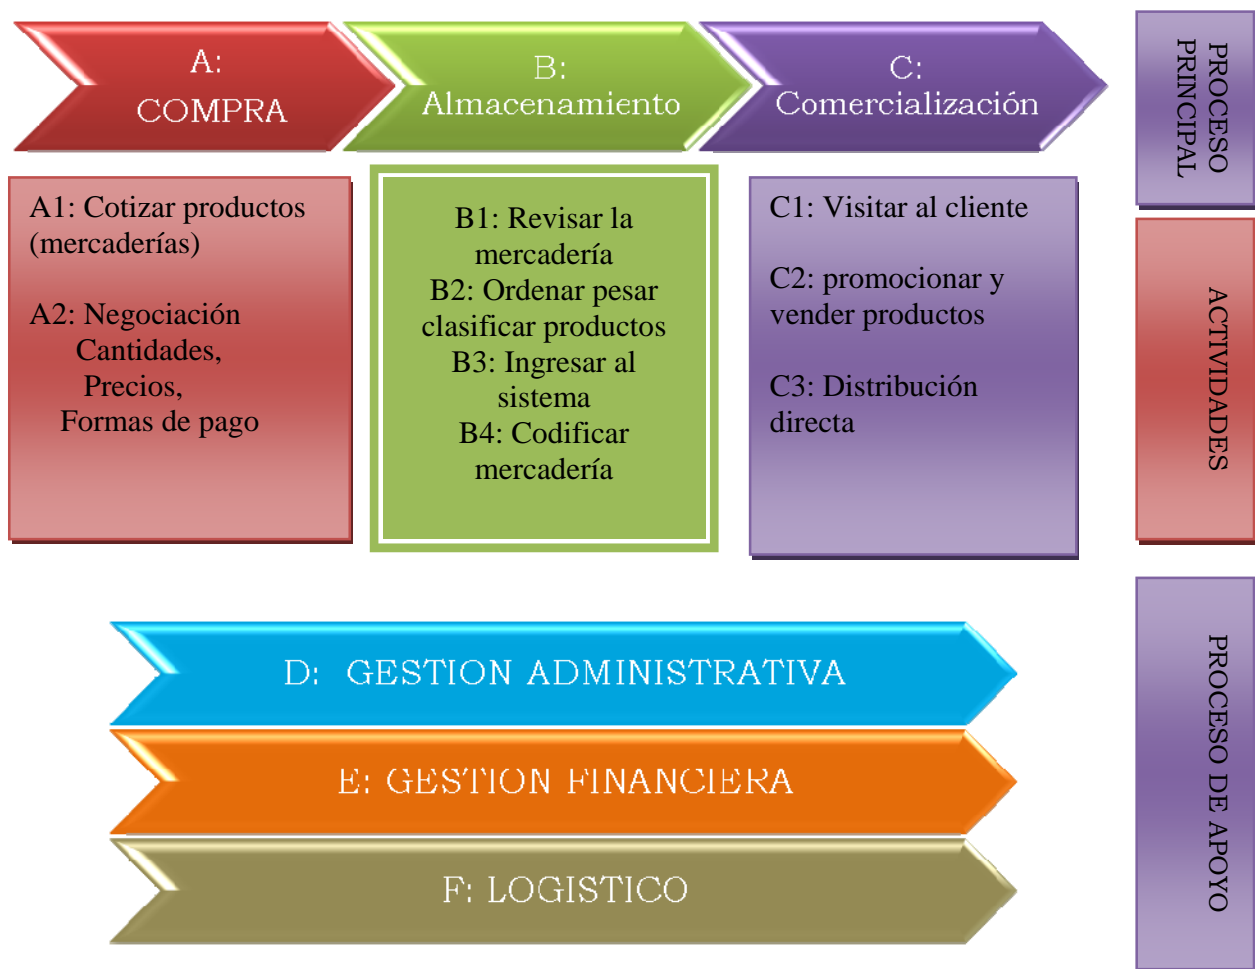 A:
COMPRA
B:
Almacenamiento
C:
Comercialización
PROCESO
PRINCIPAL
A1: Cotizar productos
(mercaderías)
A2: Negociación
Cantidades,
Precios,
Formas de pago
B1: Revisar la
mercadería
B2: Ordenar pesar
clasificar productos
B3: Ingresar al
sistema
B4: Codificar
mercadería
C1: Visitar al cliente
C2: promocionar y
vender productos
C3: Distribución
directa
ACTIVIDADES
D: GESTION ADMINISTRATIVA
E: GESTION FINANCIERA
F: LOGISTICO
PROCESO DE APOYO